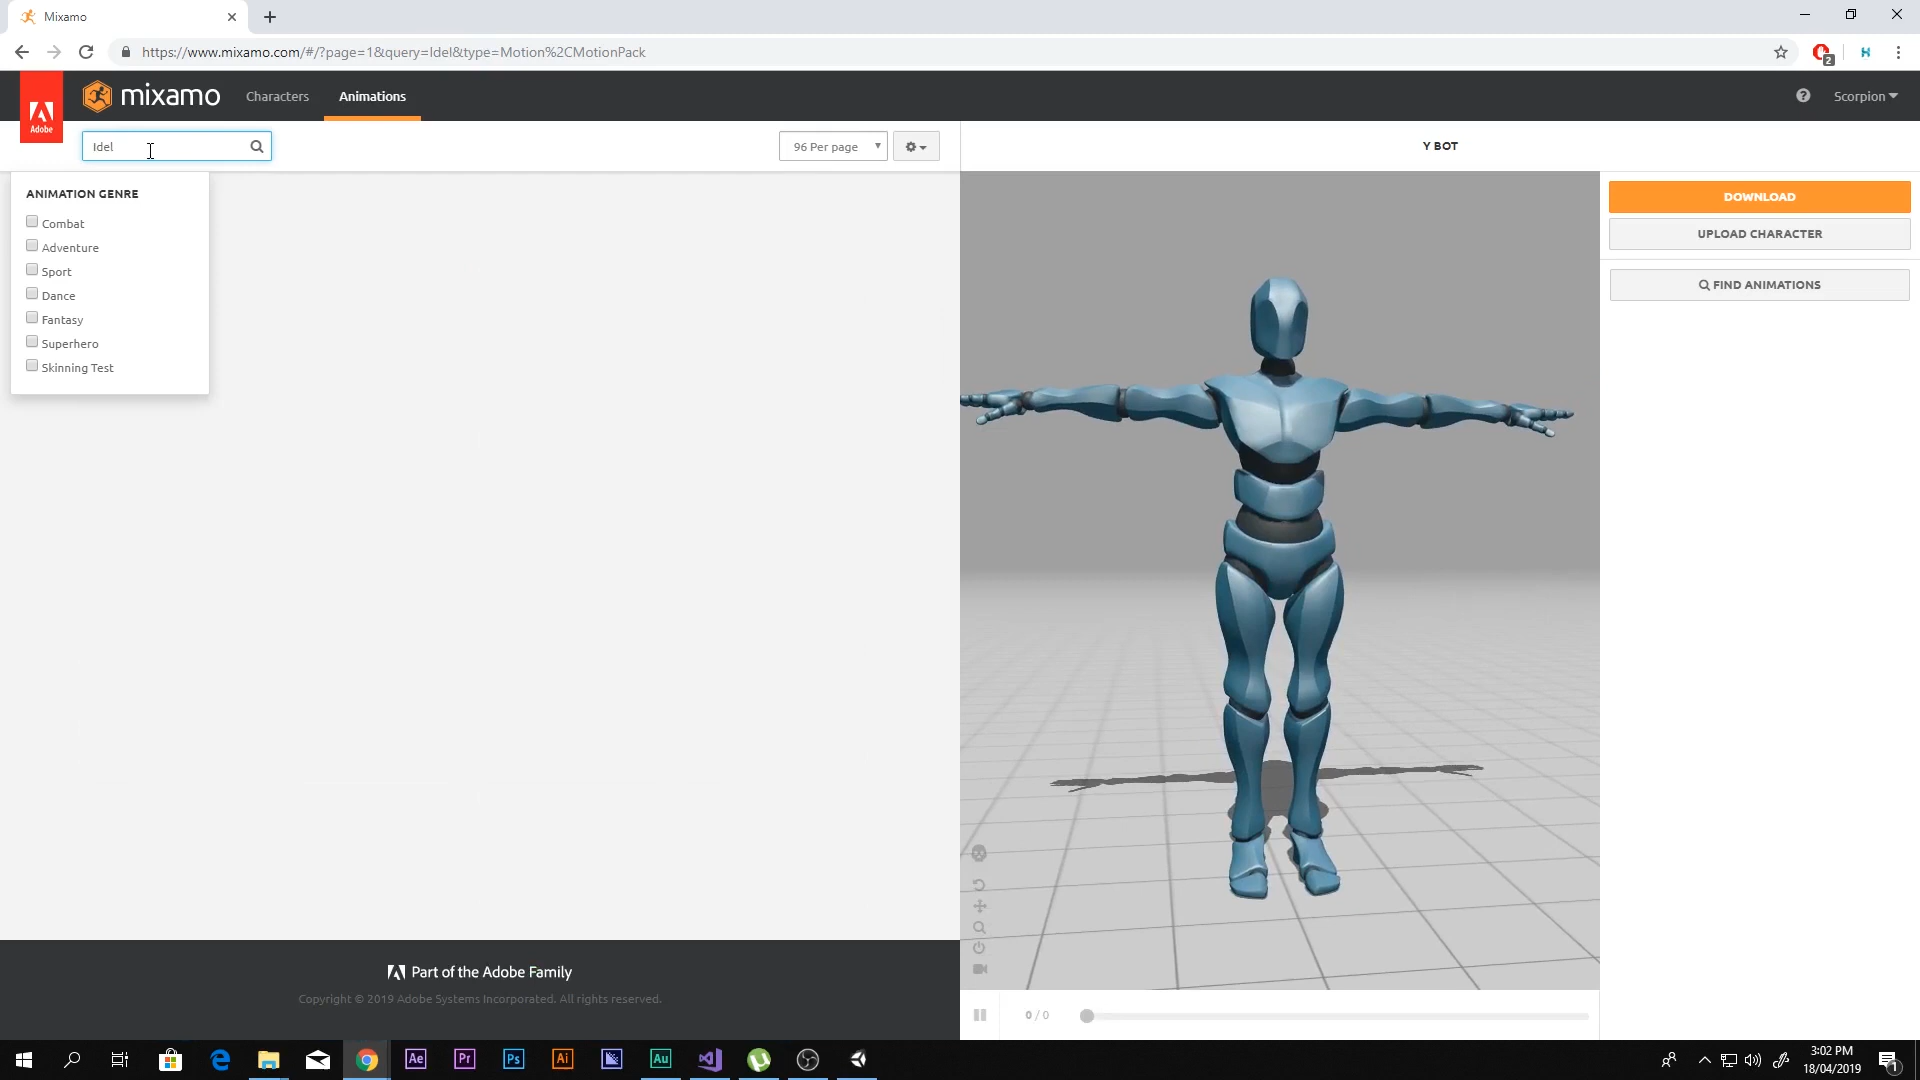 Mixamo
https://www.mixamo.com/#/?page=1&query=Idel&type=Motion%2CMotionPack
2
H
Adobe
mixamo
Characters
Animations
?
Scorpion
Idel
96 Per page
Y BOT
ANIMATION GENRE
Combat
Adventure
Sport
Dance
Fantasy
Superhero
Skinning Test
DOWNLOAD
UPLOAD CHARACTER
FIND ANIMATIONS
Part of the Adobe Family
Copyright © 2019 Adobe Systems Incorporated. All rights reserved.
0 / 0
Ae
Pr
Ps
Ai
Au
3:02 PM
18/04/2019
1